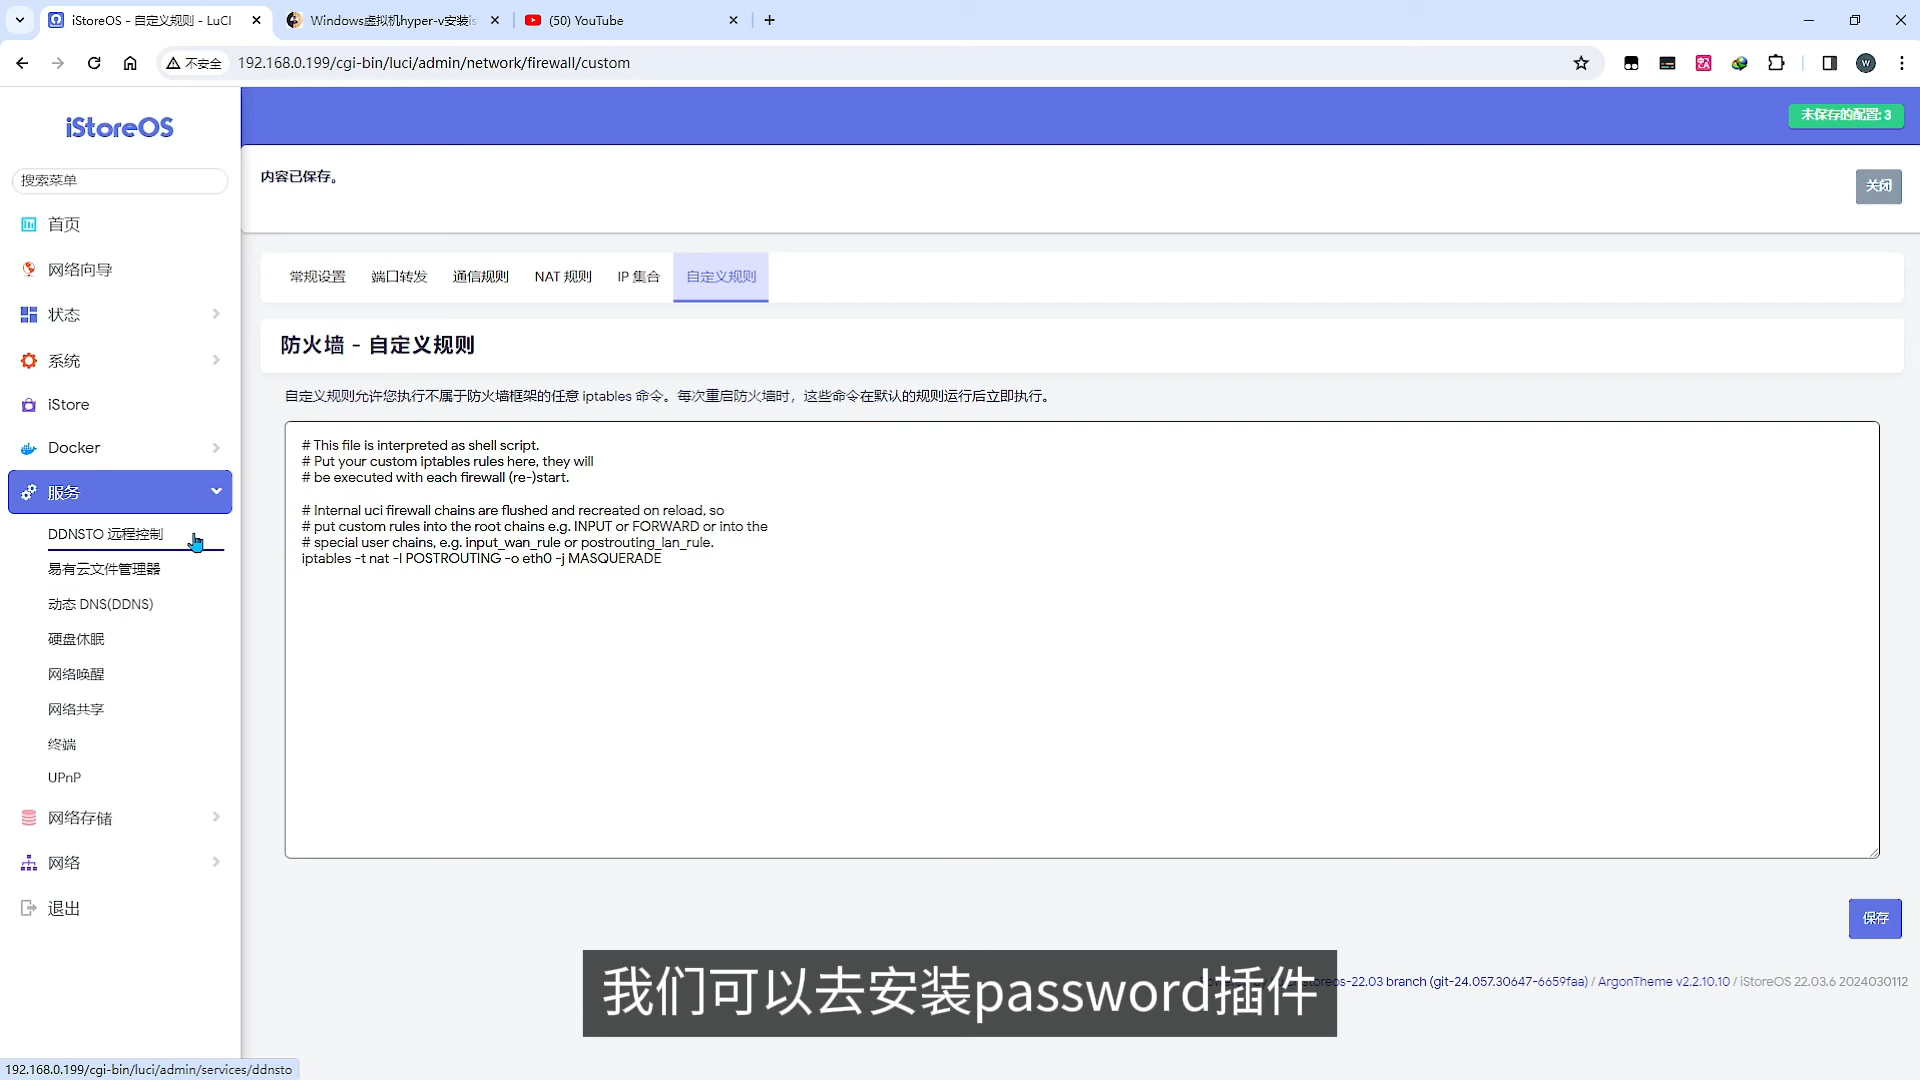 iStoreOS - 自定义规则 - LuCI
Windows虚拟机hyper-v安装is
(50) YouTube
不安全
192.168.0.199/cgi-bin/luci/admin/network/firewall/custom
W
iStoreOS
未保存的配置: 3
搜索菜单
内容已保存。
关闭
首页
网络向导
状态
系统
iStore
Docker
服务
DDNSTO 远程控制
易有云文件管理器
动态 DNS(DDNS)
硬盘休眠
网络唤醒
网络共享
终端
UPnP
网络存储
网络
退出
常规设置 端口转发 通信规则 NAT 规则 IP 集合 自定义规则
防火墙 - 自定义规则
自定义规则允许您执行不属于防火墙框架的任意 iptables 命令。每次重启防火墙时，这些命令在默认的规则运行后立即执行。
# This file is interpreted as shell script.
# Put your custom iptables rules here, they will
# be executed with each firewall (re-)start.
# Internal uci firewall chains are flushed and recreated on reload, so
# put custom rules into the root chains e.g. INPUT or FORWARD or into the
# special user chains, e.g. input_wan_rule or postrouting_lan_rule.
iptables -t nat -I POSTROUTING -o eth0 -j MASQUERADE
保存
我们可以去安装password插件
os-22.03 branch (git-24.057.30647-6659faa) / ArgonTheme v2.2.10.10 / iStoreOS 22.03.6 2024030112
192.168.0.199/cgi-bin/luci/admin/services/ddnsto